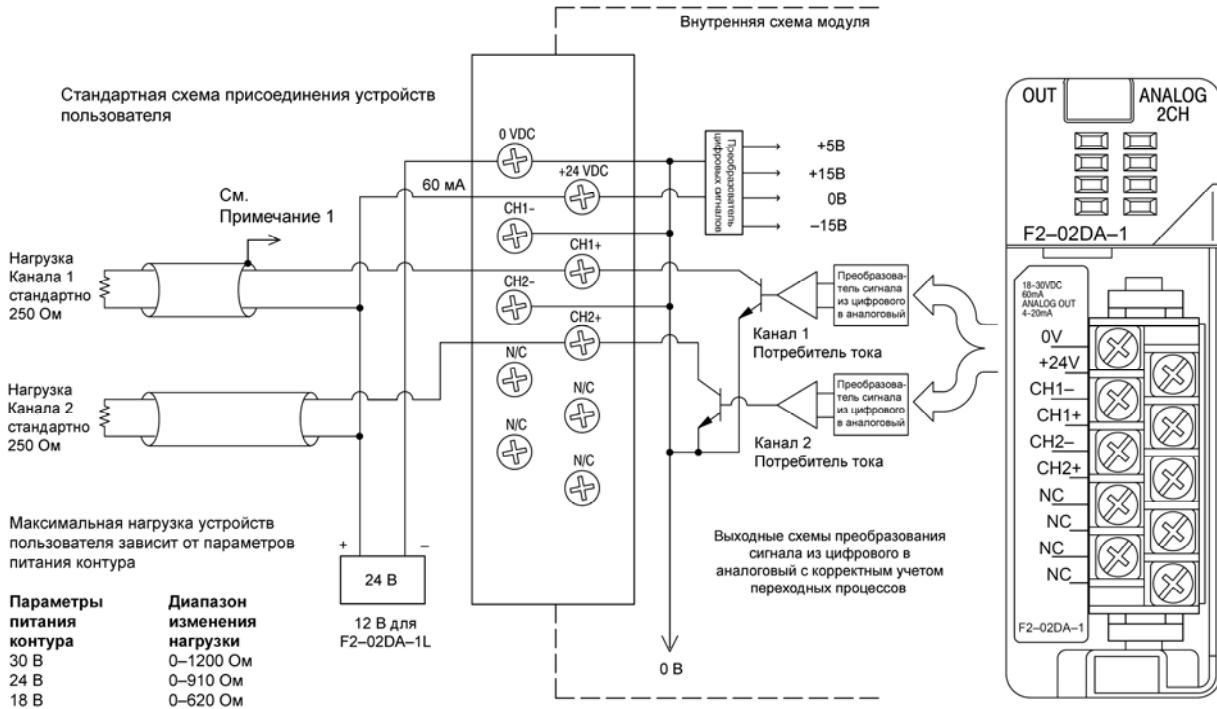 Внутренняя схема модуля
Стандартная схема присоединения устройств
пользователя
0 VDC
+24 VDC
60 мА
CH1–
CH1+
CH2–
CH2+
N/C
N/C
N/C
N/C
См.
Примечание 1
Нагрузка
Канала 1
стандартно
250 Ом
Нагрузка
Канала 2
стандартно
250 Ом
Преобразователь
цифровых сигналов
+5В
+15В
0В
–15В
Преобразова-
тель сигнала
из цифрового
в аналоговый
Канал 1
Потребитель тока
Преобразова-
тель сигнала
из цифрового
в аналоговый
Канал 2
Потребитель тока
Выходные схемы преобразования
сигнала из цифрового в
аналоговый с корректным учетом
переходных процессов
0 В
Максимальная нагрузка устройств
пользователя зависит от параметров
питания контура
+ –
24 В
12 В для
F2–02DA–1L
Параметры
питания
контура
Диапазон
изменения
нагрузки
30 В 0–1200 Ом
24 В 0–910 Ом
18 В 0–620 Ом
OUT
ANALOG
2CH
F2–02DA–1
18-30VDC
60mA
ANALOG OUT
4-20mA
0V
+24V
CH1–
CH1+
CH2–
CH2+
NC
NC
NC
NC
F2–02DA–1